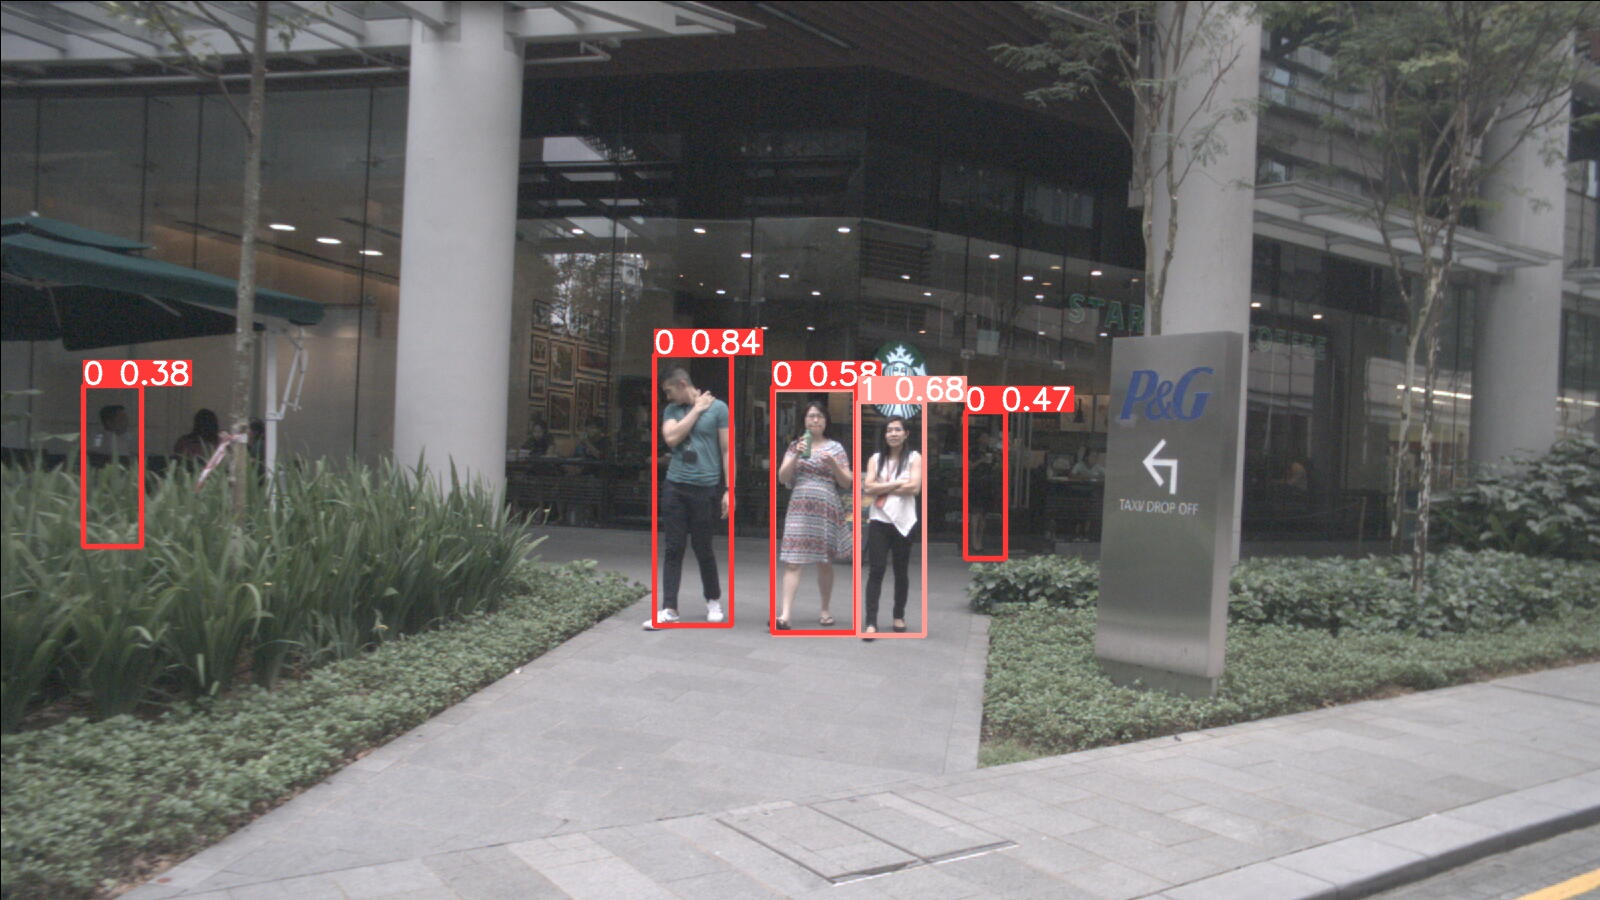 0 0.84
0 0.38
0 0.58
1 0.68
0 0.47
STAR
COFFEE
P&G
TAXI/ DROP OFF